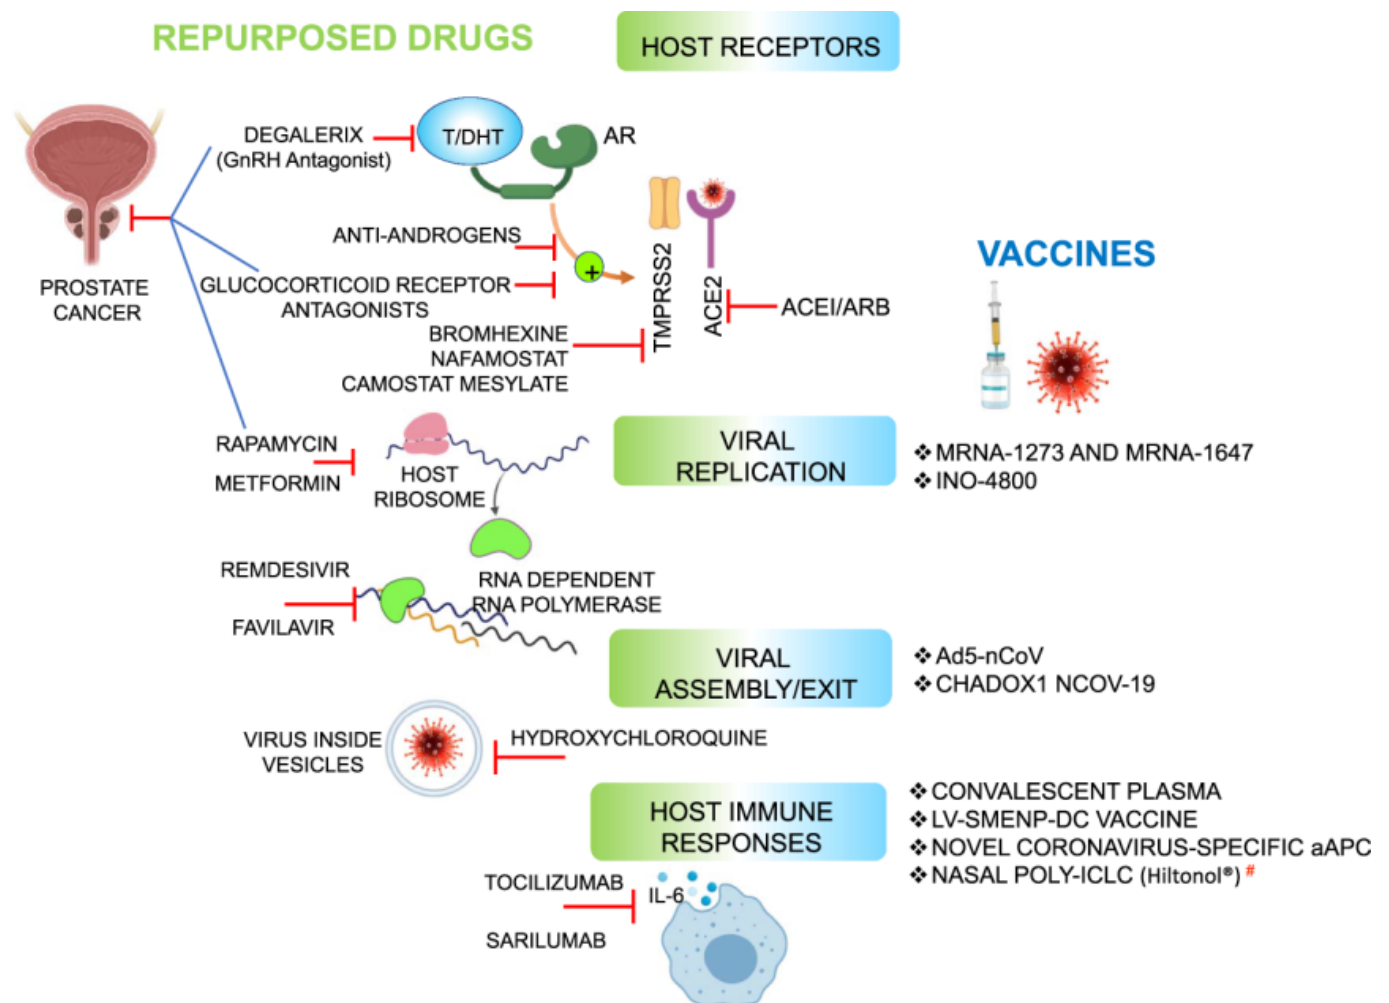 REPURPOSED DRUGS
HOST RECEPTORS
DEGALERIX
(GnRH Antagonist)
T/DHT
AR
ANTI-ANDROGENS
GLUCOCORTICOID RECEPTOR
ANTAGONISTS
BROMHEXINE
NAFAMOSTAT
CAMOSTAT MESYLATE
TMPRSS2
ACE2
ACEI/ARB
PROSTATE
CANCER
VACCINES
RAPAMYCIN
METFORMIN
HOST
RIBOSOME
VIRAL
REPLICATION
❖MRNA-1273 AND MRNA-1647
❖INO-4800
REMDESIVIR
FAVILAVIR
RNA DEPENDENT
RNA POLYMERASE
VIRAL
ASSEMBLY/EXIT
❖Ad5-nCoV
❖CHADOX1 NCOV-19
VIRUS INSIDE
VESICLES
HYDROXYCHLOROQUINE
HOST IMMUNE
RESPONSES
❖CONVALESCENT PLASMA
❖LV-SMENP-DC VACCINE
❖NOVEL CORONAVIRUS-SPECIFIC aAPC
❖NASAL POLY-ICLC (Hiltonol®) #
TOCILIZUMAB
SARILUMAB
IL-6